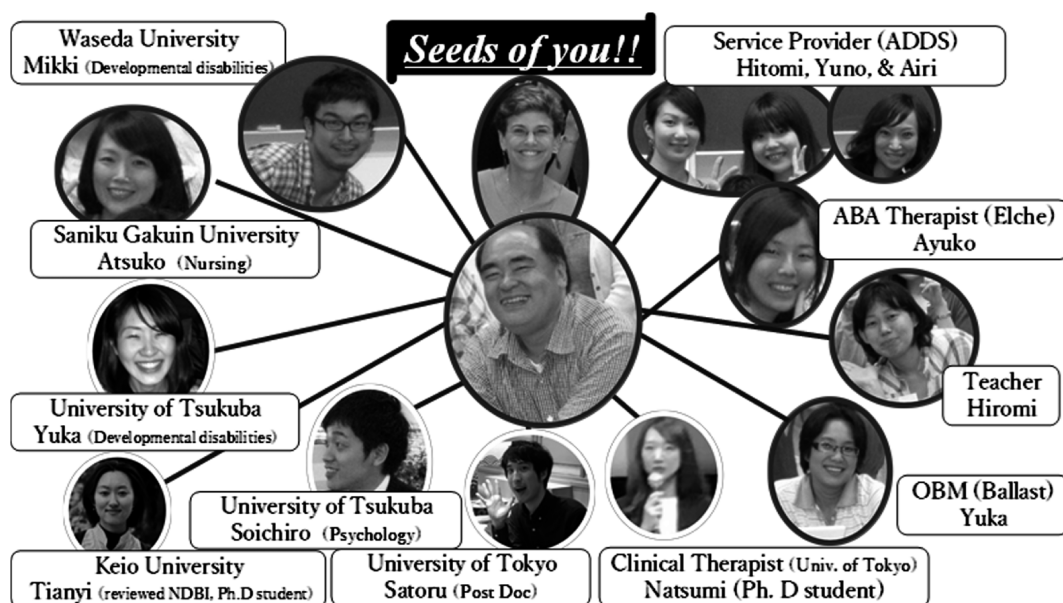 Seeds of you!!
Waseda University
Mikki (Developmental disabilities)
Service Provider (ADDS)
Hitomi, Yuno, & Airi
Saniku Gakuin University
Atsuko (Nursing)
ABA Therapist (Elche)
Ayuko
University of Tsukuba
Yuka (Developmental disabilities)
Teacher
Hiromi
University of Tsukuba
Soichiro (Psychology)
OBM (Ballast)
Yuka
Keio University
Tianyi (reviewed NDBI, Ph.D student)
University of Tokyo
Satoru (Post Doc)
Clinical Therapist (Univ. of Tokyo)
Natsumi (Ph. D student)